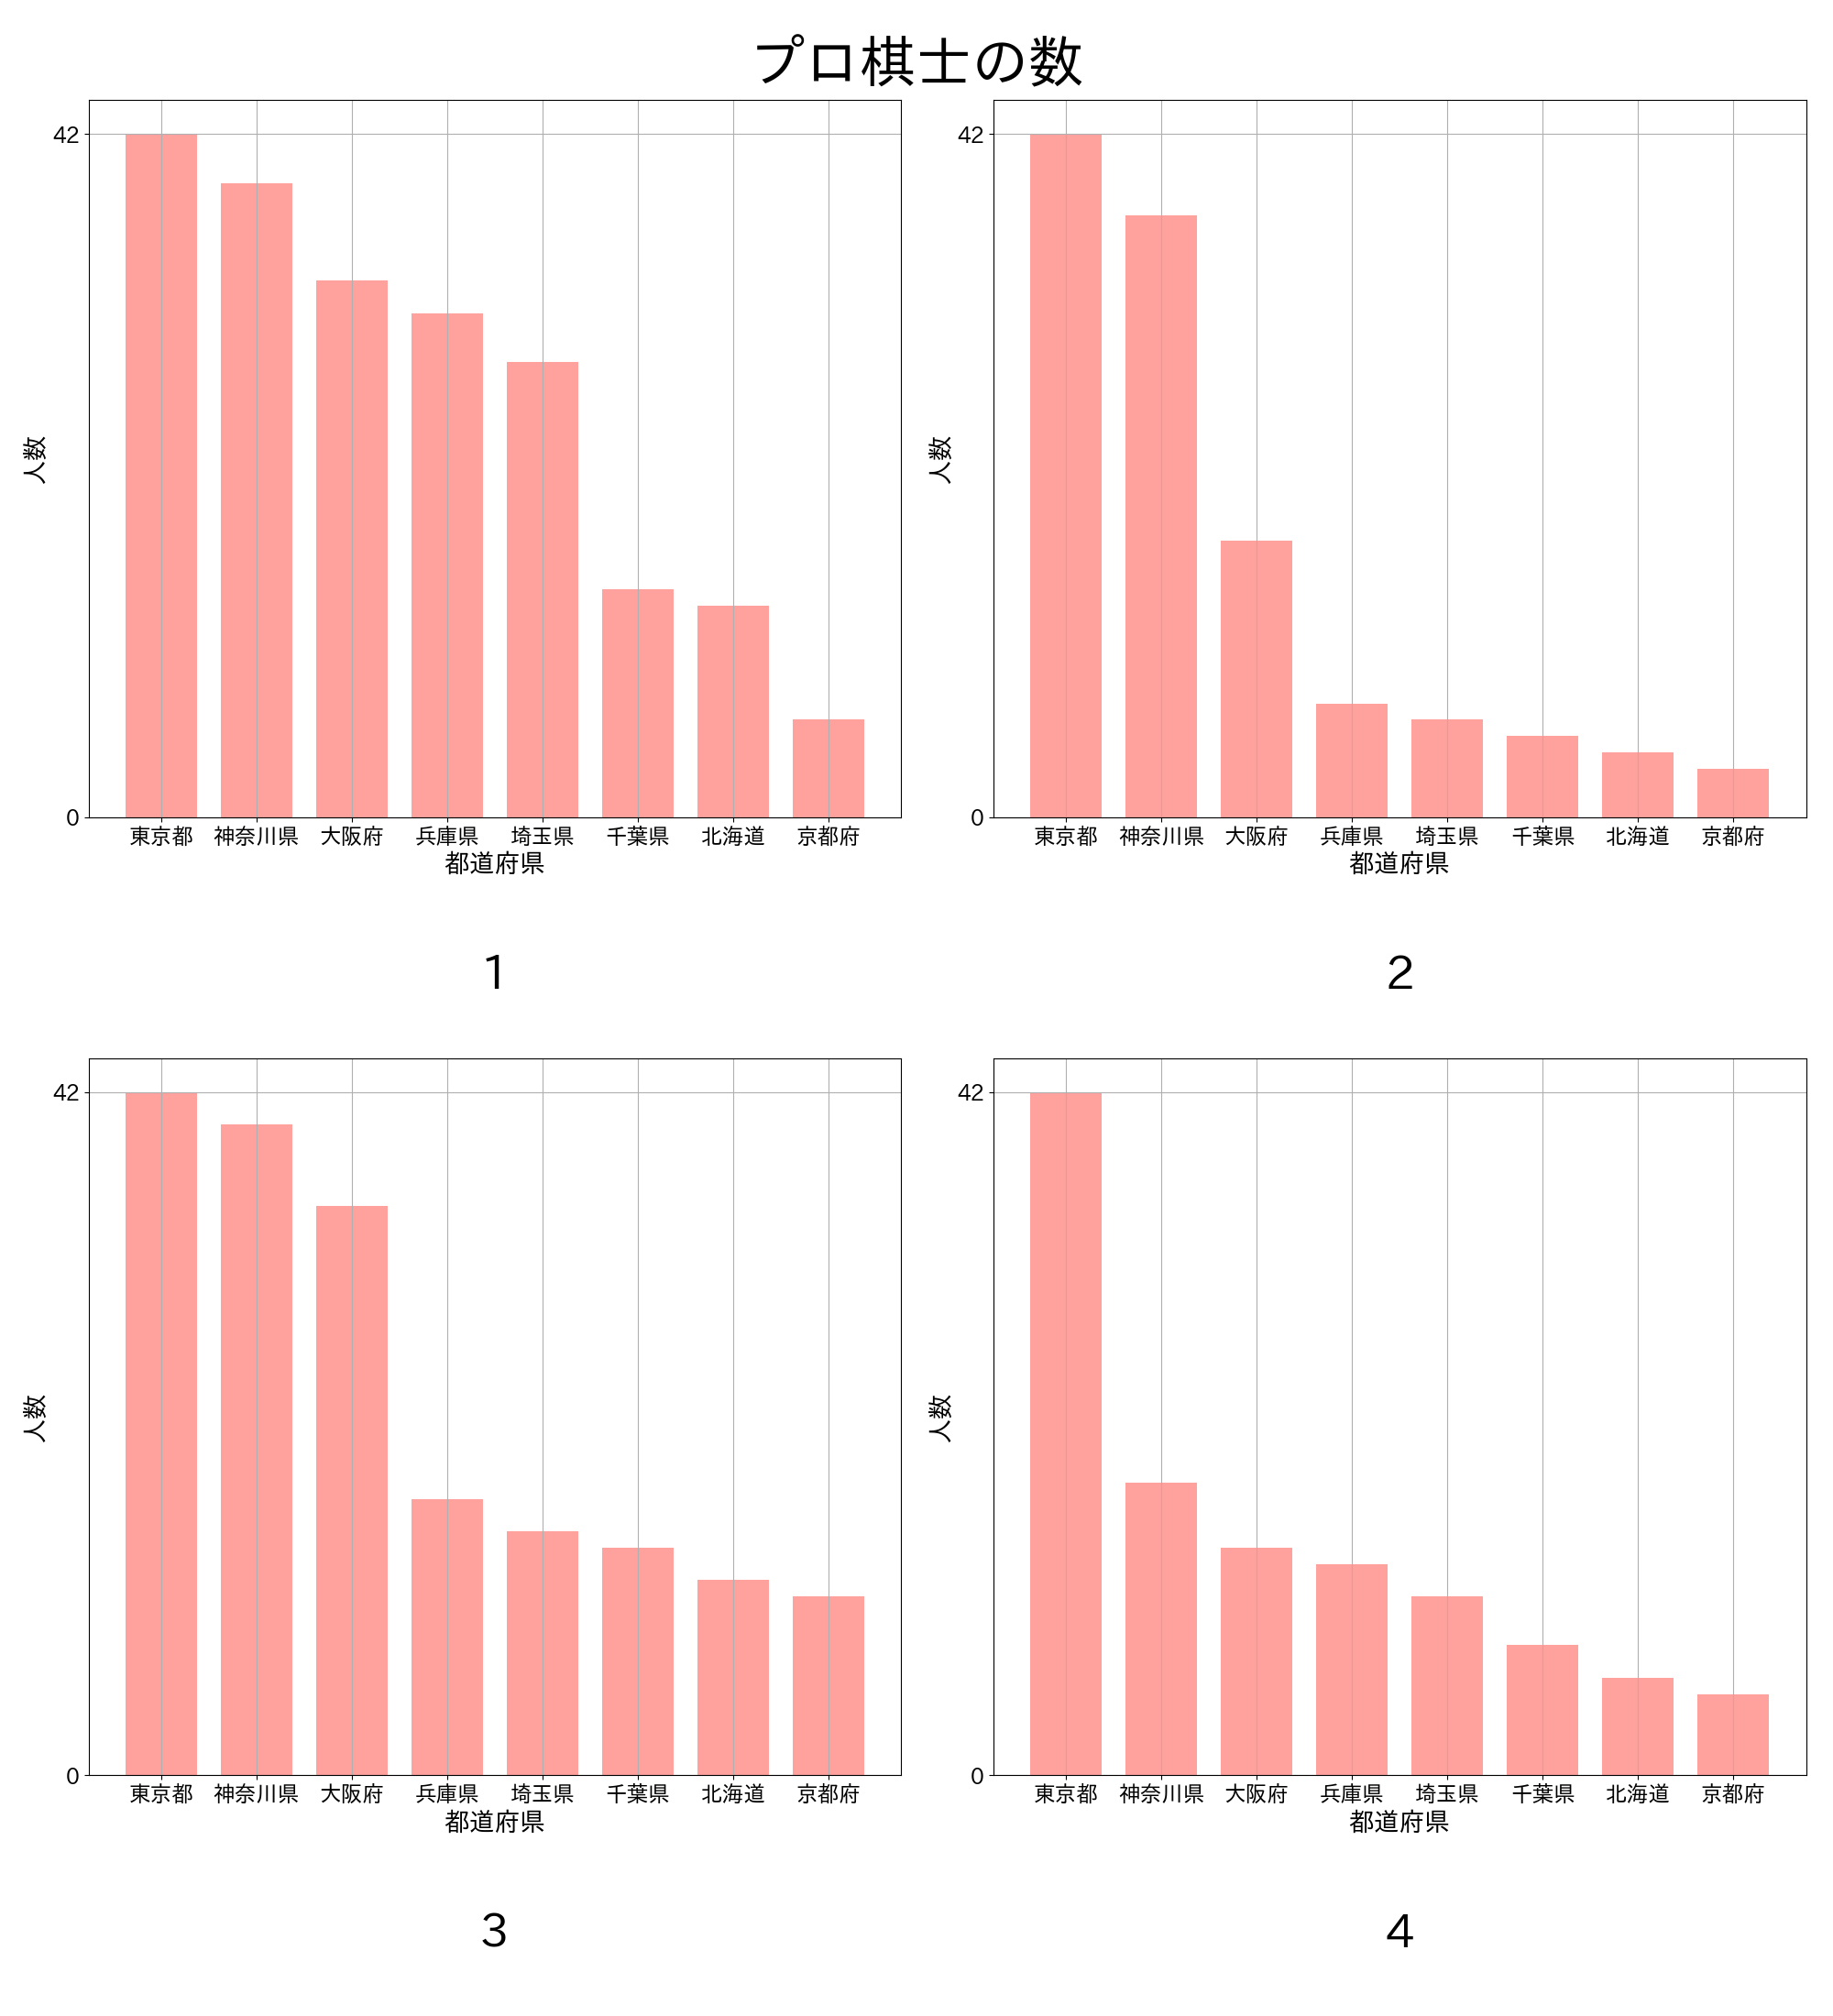 プロ棋士の数
42
0
人数
東京都 神奈川県 大阪府 兵庫県 埼玉県 千葉県 北海道 京都府
都道府県
1
42
0
人数
東京都 神奈川県 大阪府 兵庫県 埼玉県 千葉県 北海道 京都府
都道府県
2
42
0
人数
東京都 神奈川県 大阪府 兵庫県 埼玉県 千葉県 北海道 京都府
都道府県
3
42
0
人数
東京都 神奈川県 大阪府 兵庫県 埼玉県 千葉県 北海道 京都府
都道府県
4